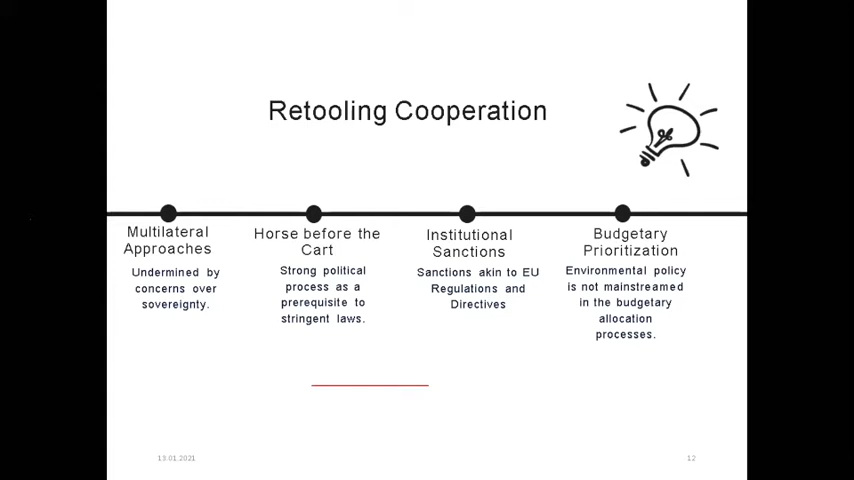 Retooling Cooperation
Multilateral
Approaches
Undermined by
concerns over
sovereignty.
Horse before the
Cart
Strong political
process as a
prerequisite to
stringent laws.
Institutional
Sanctions
Sanctions akin to EU
Regulations and
Directives
Budgetary
Prioritization
Environmental policy
is not mainstreamed
in the budgetary
allocation
processes.
13.01.2021
12